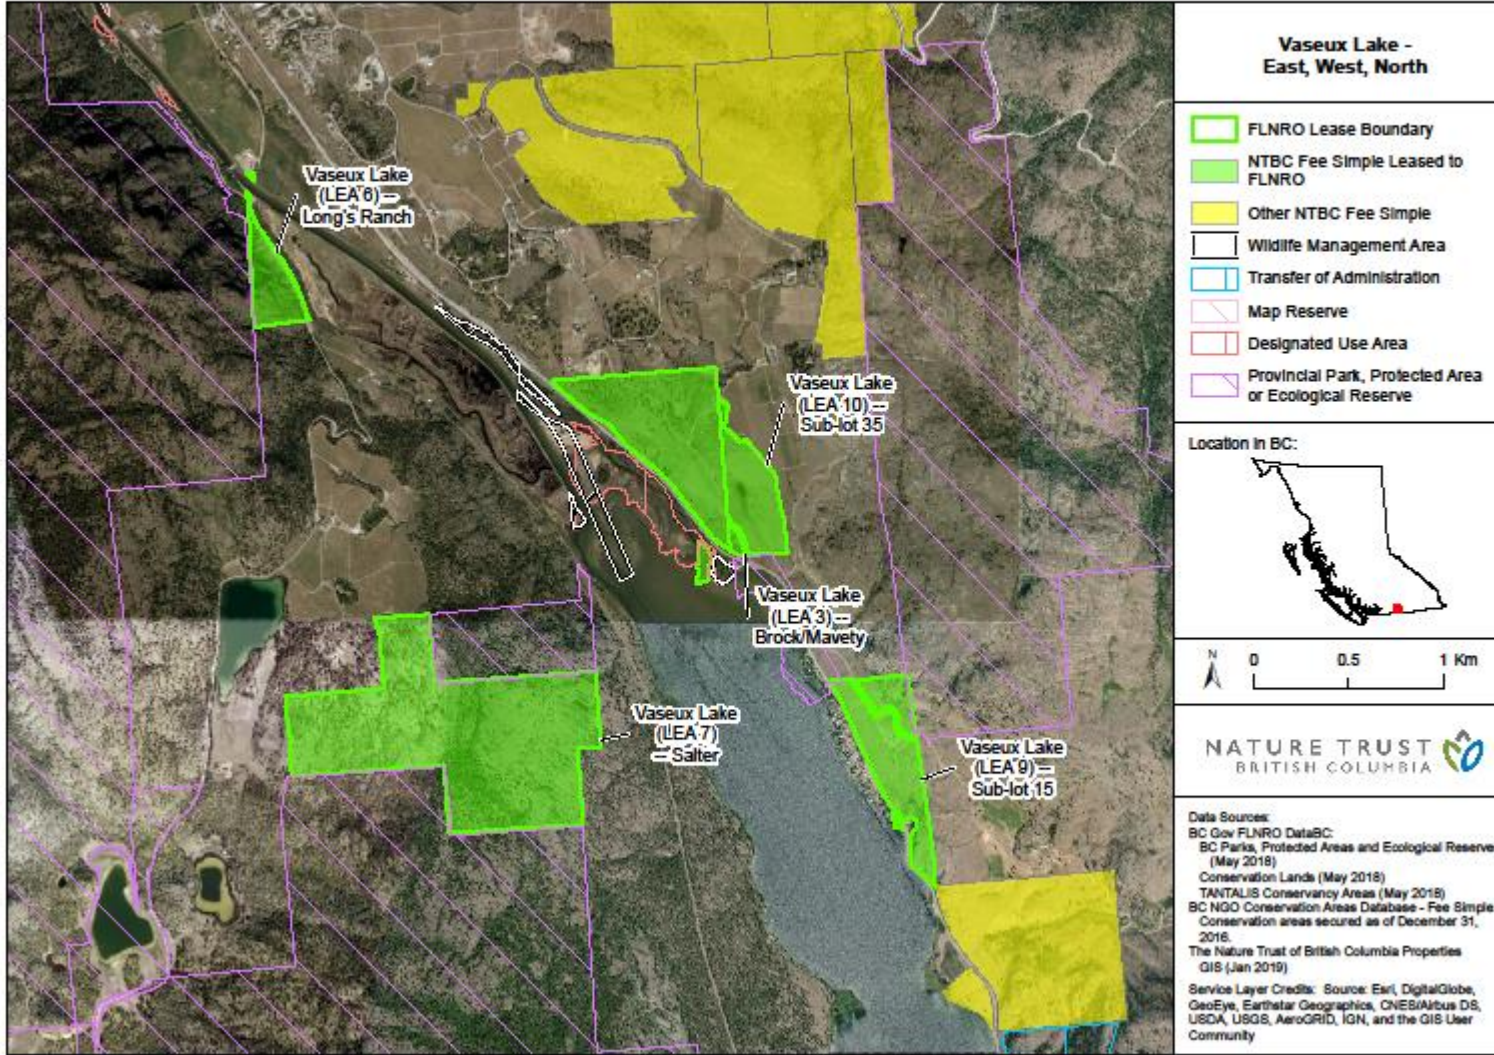 Vaseux Lake -
East, West, North
FLNRO Lease Boundary
NTBC Fee Simple Leased to
FLNRO
Other NTBC Fee Simple
Wildlife Management Area
Transfer of Administration
Map Reserve
Designated Use Area
Provincial Park, Protected Area
or Ecological Reserve
Location in BC:
N
0 0.5 1 Km
NATURE TRUST
BRITISH COLUMBIA
Data Sources:
BC Gov FLNRO DataBC:
BC Parks, Protected Areas and Ecological Reserve
(May 2018)
Conservation Lands (May 2018)
TANTALIS Conservancy Areas (May 2018)
BC NGO Conservation Areas Database - Fee Simple
Conservation areas secured as of December 31,
2016.
The Nature Trust of British Columbia Properties
GIS (Jan 2019)
Service Layer Credits: Source: Esri, DigitalGlobe,
GeoEye, Earthstar Geographics, CNES/Airbus DS,
USDA, USGS, AeroGRID, IGN, and the GIS User
Community
Vaseux Lake
(LEA 6) --
Long's Ranch
Vaseux Lake
(LEA 10) --
Sub-lot 35
Vaseux Lake
(LEA 3) --
Brock/Mavety
Vaseux Lake
(LEA 7)
-- Salter
Vaseux Lake
(LEA 9) --
Sub-lot 15